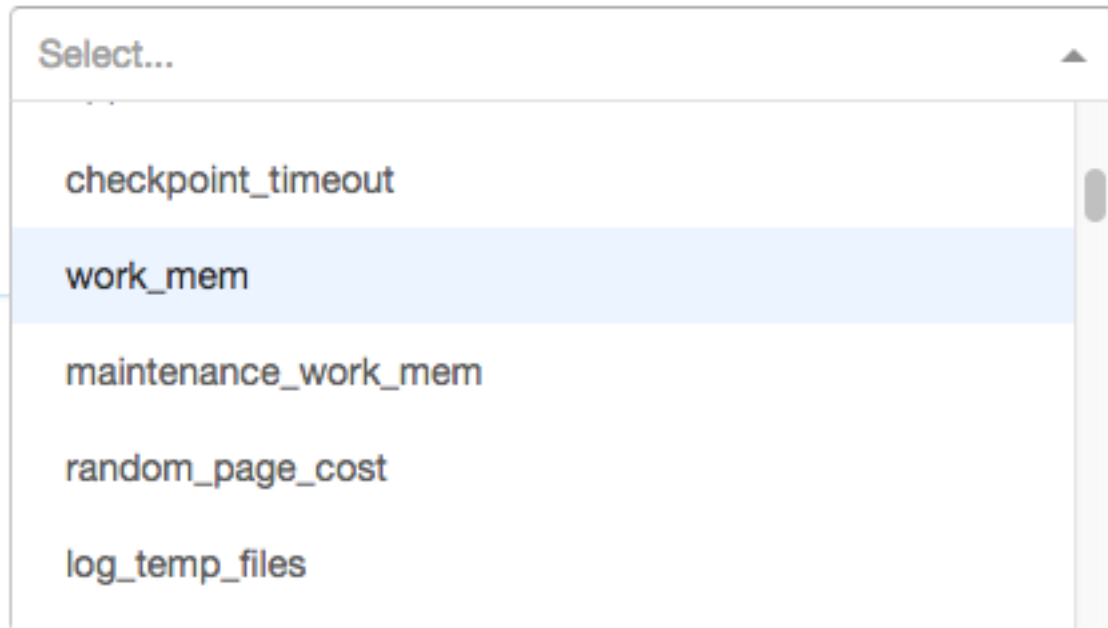 Select...
checkpoint_timeout
work_mem
maintenance_work_mem
random_page_cost
log_temp_files